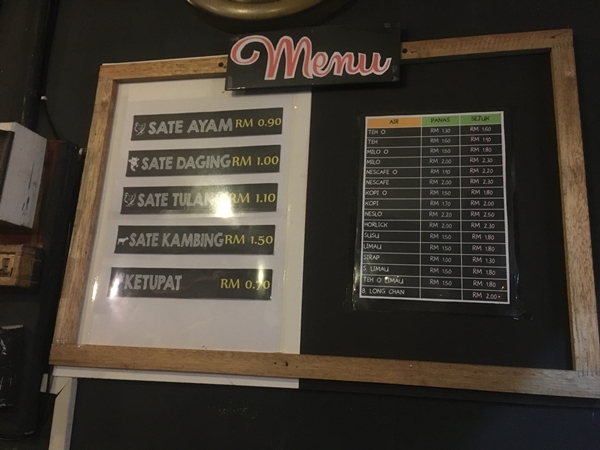 Menu
SATE AYAM RM 0.90
SATE DAGING RM 1.00
SATE TULANG RM 1.10
SATE KAMBING RM 1.50
KETUPAT RM 0.70
AIR PANAS SEJUK
TEH O RM 1.30 RM 1.60
TEH RM 1.50 RM 1.90
MILO O RM 1.50 RM 1.80
MILO RM 2.00 RM 2.30
NESCAFE O RM 1.90 RM 2.20
NESCAFE RM 2.00 RM 2.30
KOPI O RM 1.50 RM 1.80
KOPI RM 1.70 RM 2.00
NESLO RM 2.20 RM 2.50
HORLICK RM 2.00 RM 2.30
SUSU RM 1.50 RM 1.80
LIMAU RM 1.50 RM 1.80
SIRAP RM 1.00 RM 1.30
S. LIMAU RM 1.50 RM 1.80
TEH O LIMAU RM 1.50 RM 1.80
B. LONG CHAN RM 2.00